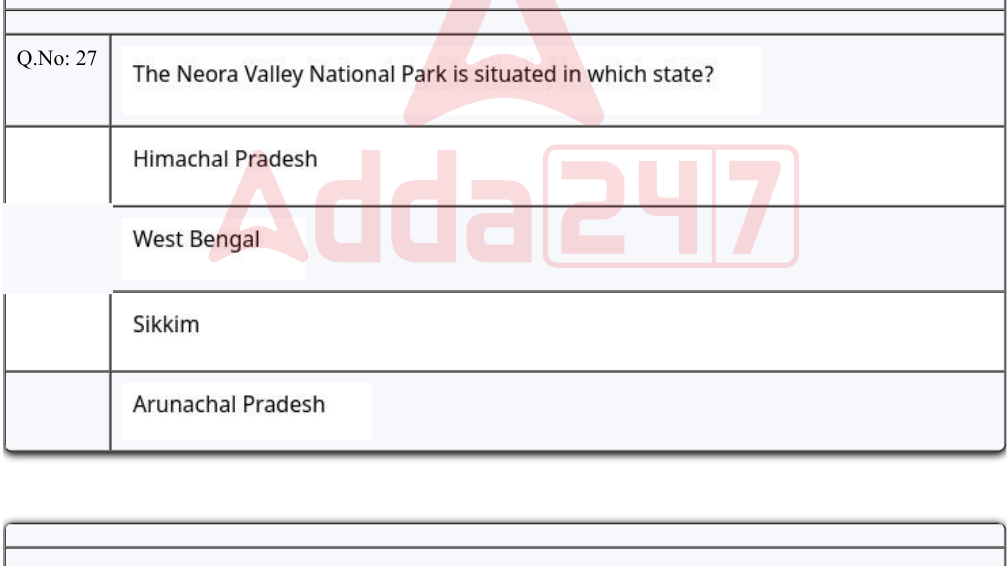 Q.No: 27
The Neora Valley National Park is situated in which state?
Himachal Pradesh
Adda247
West Bengal
Sikkim
Arunachal Pradesh